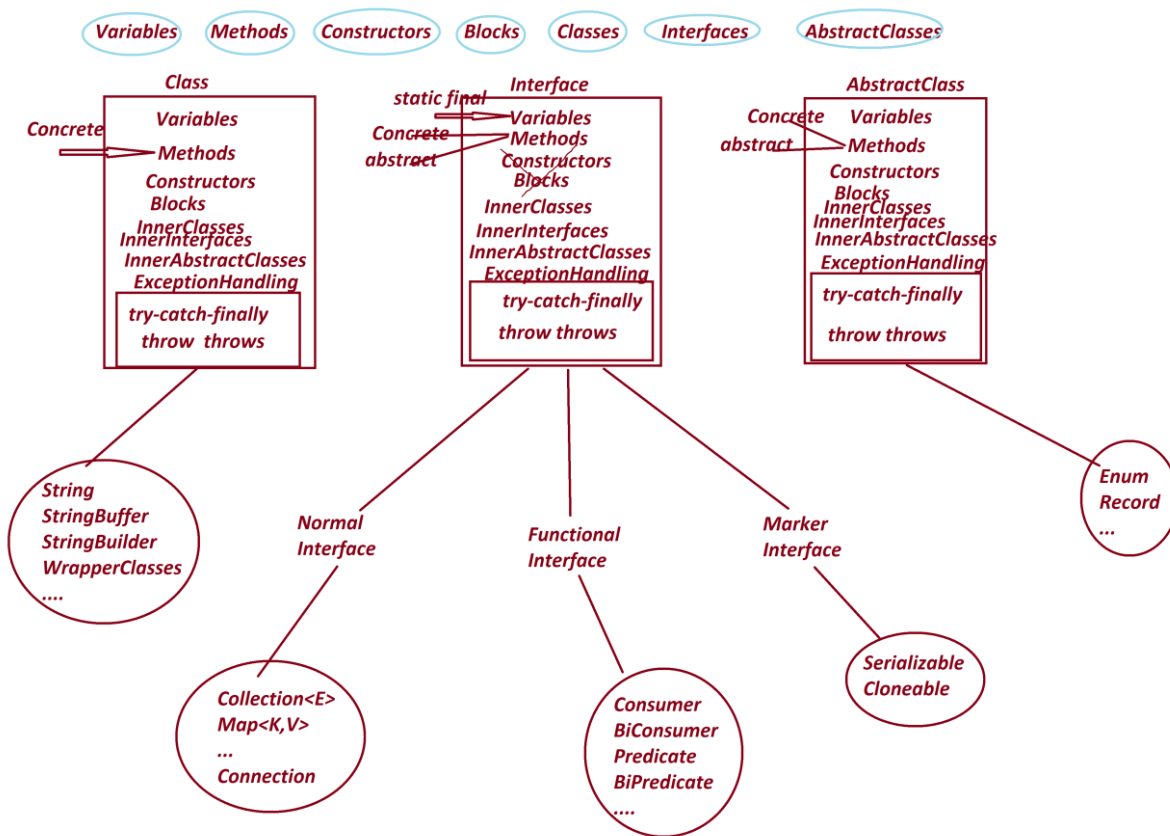 Variables Methods Constructors Blocks Classes Interfaces AbstractClasses
Class
Concrete
Variables
Methods
Constructors
Blocks
InnerClasses
InnerInterfaces
InnerAbstractClasses
ExceptionHandling
try-catch-finally
throw throws
Interface
static final
Concrete
abstract
Variables
Methods
Constructors
Blocks
InnerClasses
InnerInterfaces
InnerAbstractClasses
ExceptionHandling
try-catch-finally
throw throws
AbstractClass
Concrete
abstract
Variables
Methods
Constructors
Blocks
InnerClasses
InnerInterfaces
InnerAbstractClasses
ExceptionHandling
try-catch-finally
throw throws
String
StringBuffer
StringBuilder
WrapperClasses
....
Normal
Interface
Functional
Interface
Marker
Interface
Enum
Record
...
Collection<E>
Map<K,V>
...
Connection
Consumer
BiConsumer
Predicate
BiPredicate
....
Serializable
Cloneable